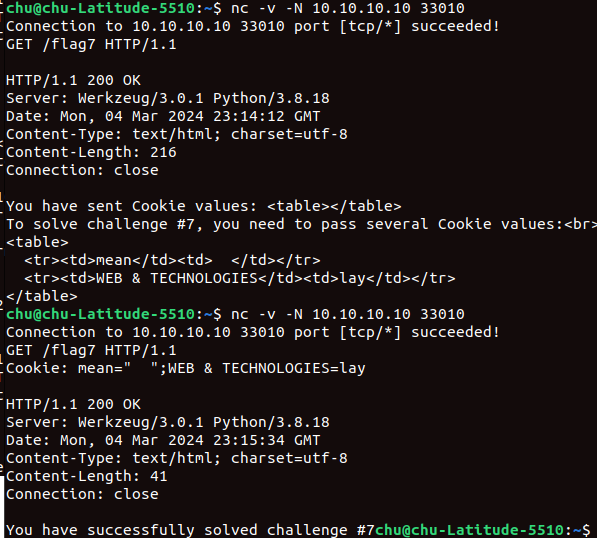 chu@chu-Latitude-5510:~$ nc -v -N 10.10.10.10 33010
Connection to 10.10.10.10 33010 port [tcp/*] succeeded!
GET /flag7 HTTP/1.1
HTTP/1.1 200 OK
Server: Werkzeug/3.0.1 Python/3.8.18
Date: Mon, 04 Mar 2024 23:14:12 GMT
Content-Type: text/html; charset=utf-8
Content-Length: 216
Connection: close
You have sent Cookie values: <table></table>
To solve challenge #7, you need to pass several Cookie values:<br>
<table>
  <tr><td>mean</td><td>  </td></tr>
  <tr><td>WEB & TECHNOLOGIES</td><td>lay</td></tr>
</table>
chu@chu-Latitude-5510:~$ nc -v -N 10.10.10.10 33010
Connection to 10.10.10.10 33010 port [tcp/*] succeeded!
GET /flag7 HTTP/1.1
Cookie: mean="  ";WEB & TECHNOLOGIES=lay
HTTP/1.1 200 OK
Server: Werkzeug/3.0.1 Python/3.8.18
Date: Mon, 04 Mar 2024 23:15:34 GMT
Content-Type: text/html; charset=utf-8
Content-Length: 41
Connection: close
You have successfully solved challenge #7chu@chu-Latitude-5510:~$